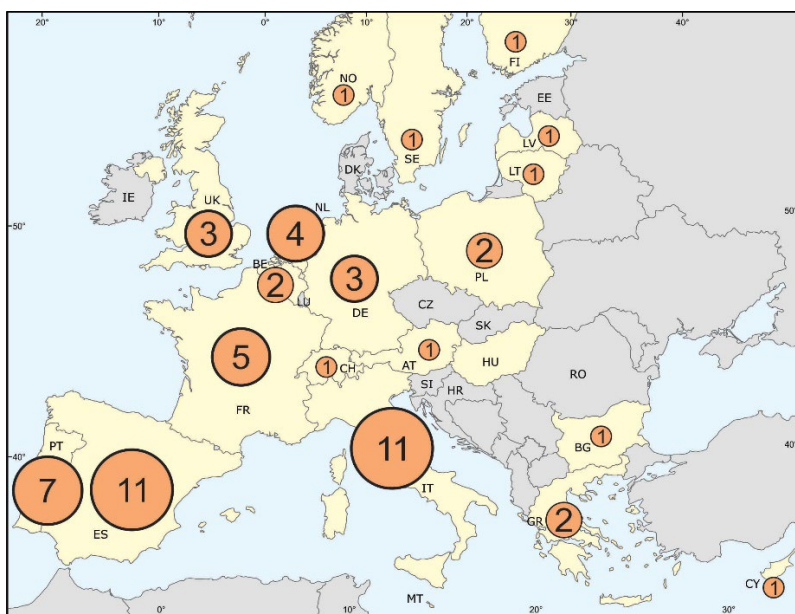 20° 10° 0° 10° 20° 30° 40°
1
FI
NO
1
1
SE
EE
LV 1
LT
1
DK
IE
UK
3
NL
4
50° 50°
BE
2
LU
3
DE
2
PL
CZ
SK
5
FR
1 CH
1
AT
HU
SI
HR
RO
PT
7
11
ES
11
IT
1
BG
40° 40°
GR 2
MT
CY 1
0° 10° 20° 30°